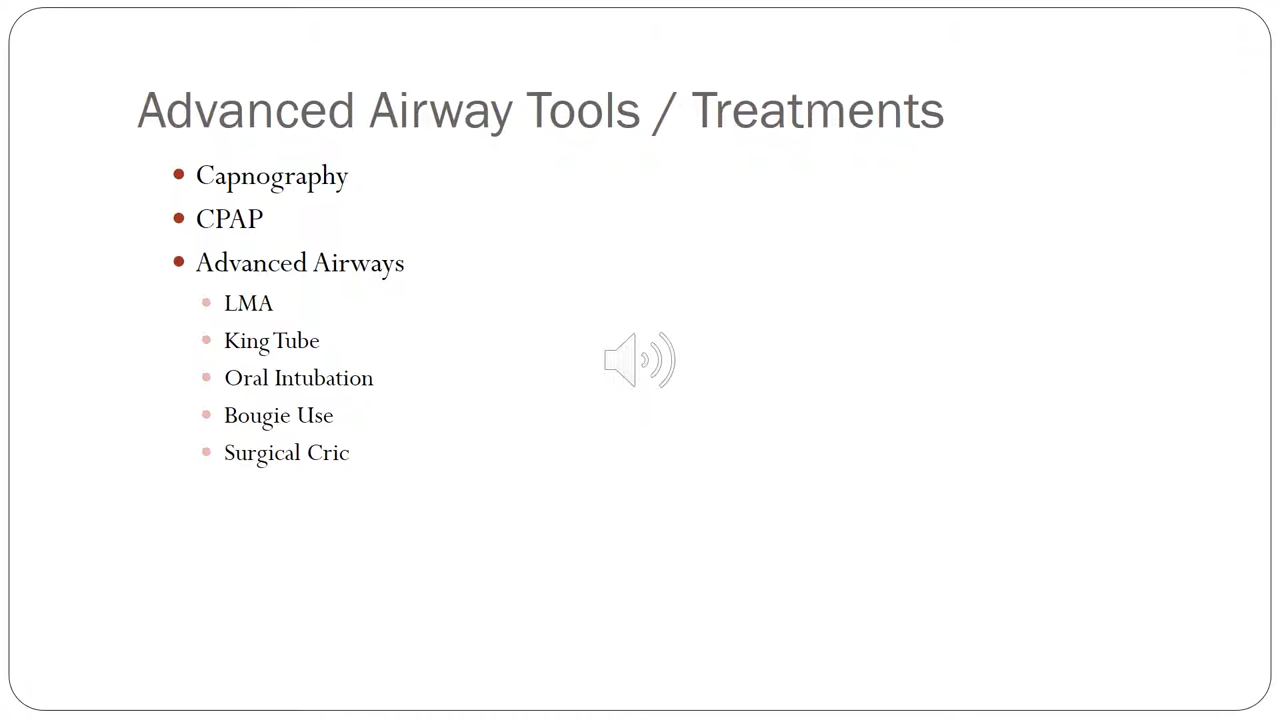 Advanced Airway Tools / Treatments
Capnography
CPAP
Advanced Airways
LMA
King Tube
Oral Intubation
Bougie Use
Surgical Cric